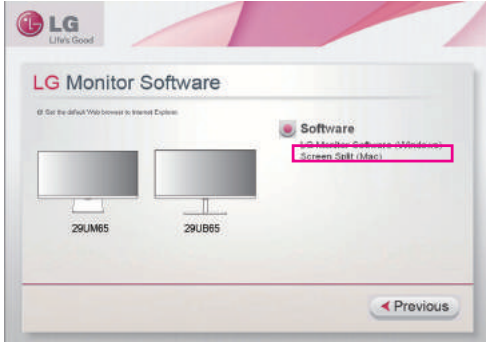 LG
Life's Good
LG Monitor Software
Set the default Web browser to Internet Explorer.
Software
LG Monitor Software (Windows)
Screen Split (Mac)
29UM65
29UB65
Previous